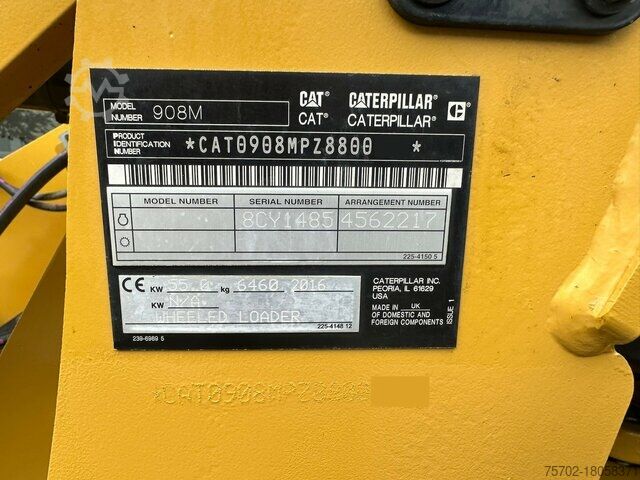 MODEL NUMBER 908M
CAT CATERPILLAR C
CAT® CATERPILLAR®
PRODUCT IDENTIFICATION NUMBER *CAT0908MPZ8800 *
MODEL NUMBER SERIAL NUMBER ARRANGEMENT NUMBER
8CY1485 4562217
225-4150 5
CE KW 55.0 kg 6460 2016
KW N/A
WHEELED LOADER
225-4148 12
CATERPILLAR INC.
PEORIA, IL 61629
USA
MADE IN UK
OF DOMESTIC AND
FOREIGN COMPONENTS
ISSUE 1
239-6989 5
*CAT0908MPZ8800
75702-18058371